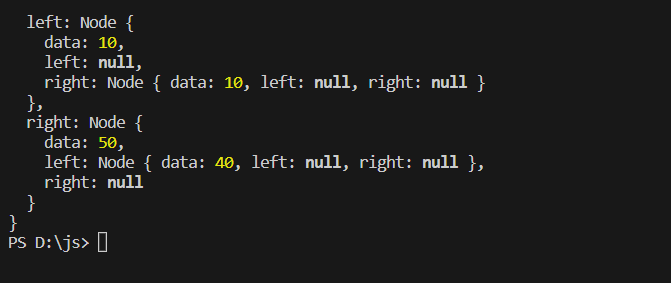 left: Node {
data: 10,
left: null,
right: Node { data: 10, left: null, right: null }
},
right: Node {
data: 50,
left: Node { data: 40, left: null, right: null },
right: null
}
}
PS D:\js>